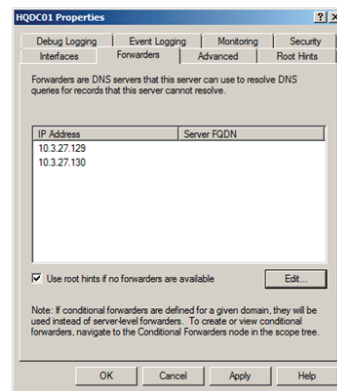 HQDC01 Properties
Debug Logging Event Logging Monitoring Security
Interfaces Forwarders Advanced Root Hints
Forwarders are DNS servers that this server can use to resolve DNS
queries for records that this server cannot resolve.
IP Address Server FQDN
10.3.27.129
10.3.27.130
Use root hints if no forwarders are available Edit...
Note: If conditional forwarders are defined for a given domain, they will be
used instead of server-level forwarders. To create or view conditional
forwarders, navigate to the Conditional Forwarders node in the scope tree.
OK Cancel Apply Help